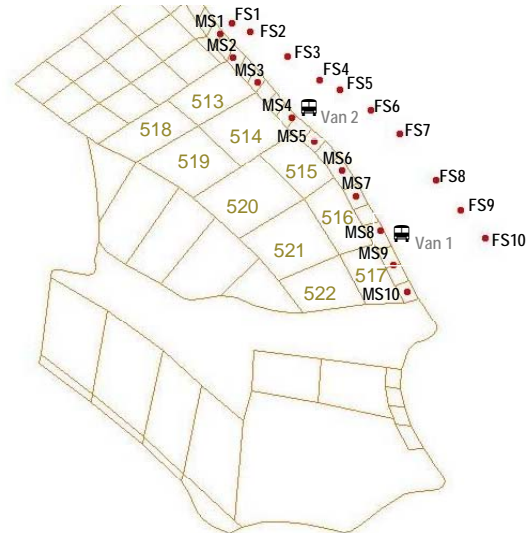 FS1
MS1
FS2
MS2
FS3
MS3
FS4
FS5
513
MS4
FS6
Van 2
518
514
MS5
FS7
519
515
MS6
FS8
MS7
520
516
FS9
MS8
Van 1
FS10
521
MS9
517
522
MS10